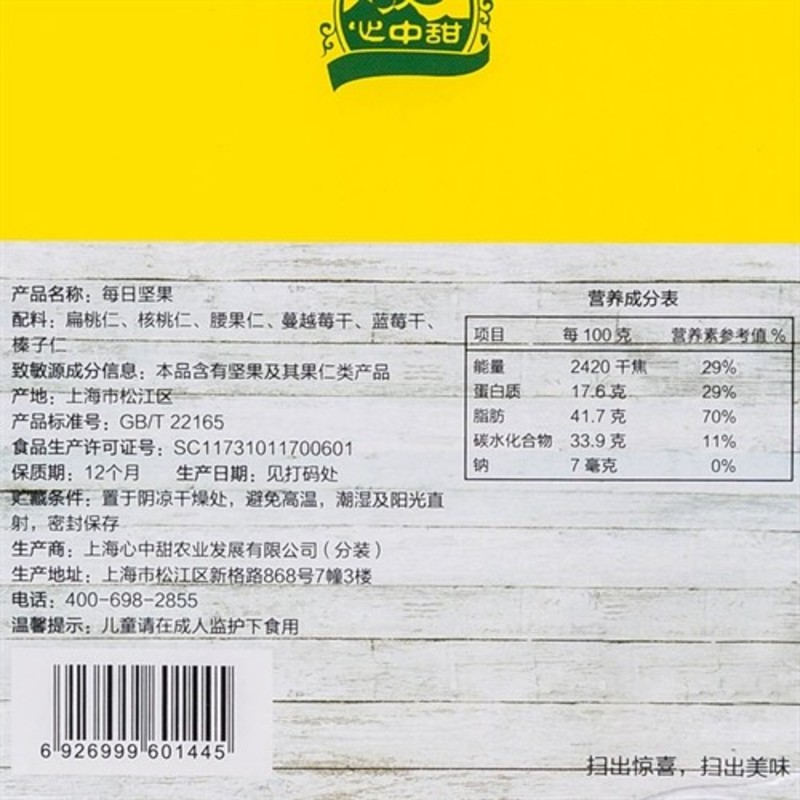 心中甜
产品名称：每日坚果
配料：扁桃仁、核桃仁、腰果仁、蔓越莓干、蓝莓干、
榛子仁
致敏源成分信息：本品含有坚果及其果仁类产品
产地：上海市松江区
产品标准号：GB/T 22165
食品生产许可证号：SC11731011700601
保质期：12个月 生产日期：见打码处
贮藏条件：置于阴凉干燥处，避免高温，潮湿及阳光直
射，密封保存
生产商：上海心中甜农业发展有限公司（分装）
生产地址：上海市松江区新格路868号7幢3楼
电话：400-698-2855
温馨提示：儿童请在成人监护下食用
6 926999 601445
营养成分表
项目 每 100 克 营养素参考值 %
能量 2420 千焦 29%
蛋白质 17.6 克 29%
脂肪 41.7 克 70%
碳水化合物 33.9 克 11%
钠 7 毫克 0%
扫出惊喜，扫出美味